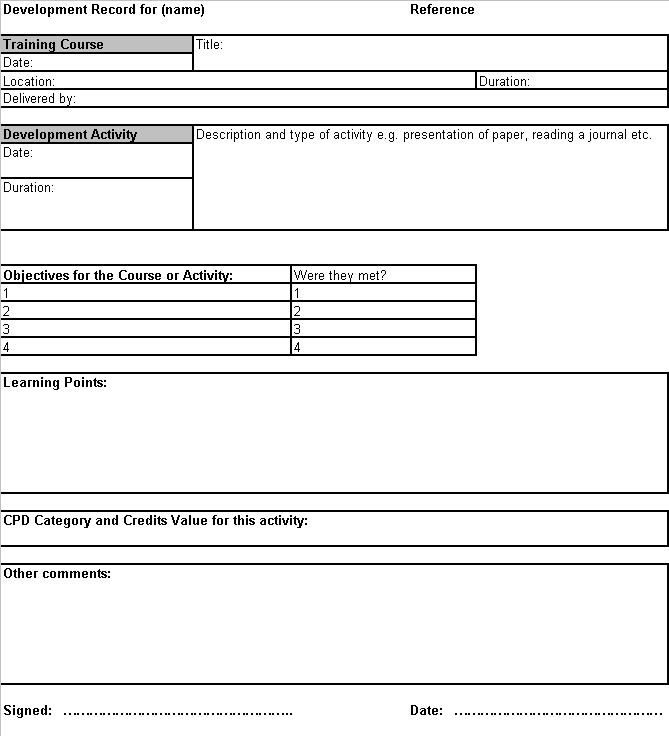 Development Record for (name) Reference
Training Course Title:
Date:
Location: Duration:
Delivered by:
Development Activity Description and type of activity e.g. presentation of paper, reading a journal etc.
Date:
Duration:
Objectives for the Course or Activity: Were they met?
1 1
2 2
3 3
4 4
Learning Points:
CPD Category and Credits Value for this activity:
Other comments:
Signed: …………………………………………….. Date: …………………………………………